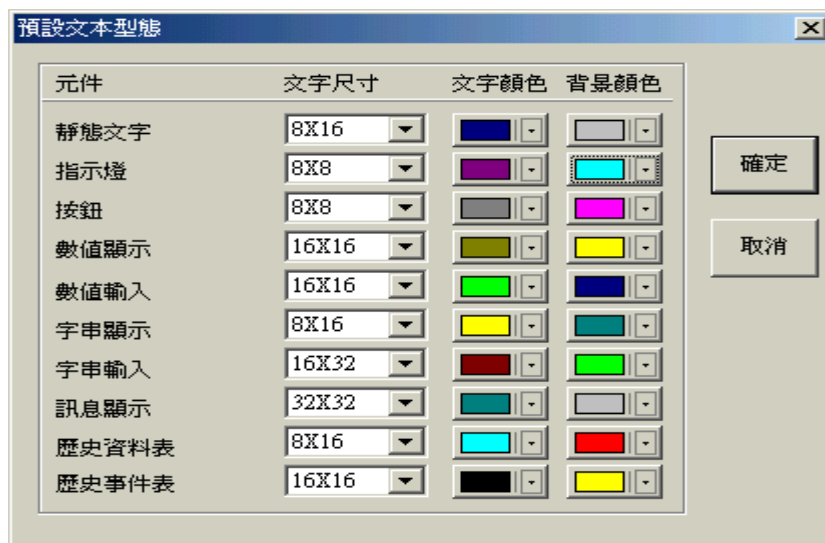 預設文本型態
元件 文字尺寸 文字顏色 背景顏色
靜態文字 8X16
指示燈 8X8
按鈕 8X8
數值顯示 16X16
數值輸入 16X16
字串顯示 8X16
字串輸入 16X32
訊息顯示 32X32
歷史資料表 8X16
歷史事件表 16X16
確定
取消